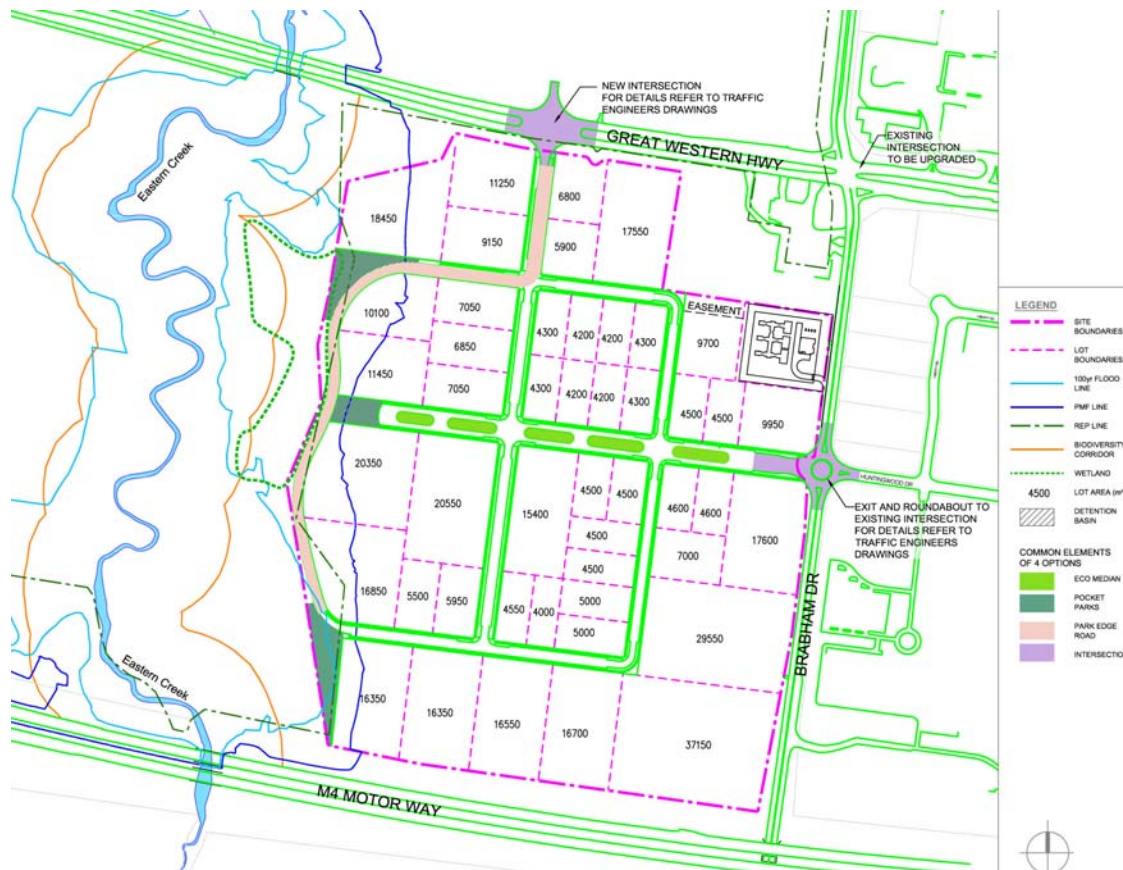 NEW INTERSECTION
FOR DETAILS REFER TO TRAFFIC
ENGINEERS DRAWINGS
GREAT WESTERN HWY
EXISTING
INTERSECTION
TO BE UPGRADED
Eastern Creek
11250
6800
18450
17550
9150
5900
EASEMENT
10100
7050
4300
4200
4200
4300
9700
6850
11450
7050
4300
4200
4200
4300
4500
4500
9950
HUNTINGWOOD DR
20350
20550
15400
4500
4500
4500
4500
4600
4600
7000
17600
EXIT AND ROUNDABOUT TO
EXISTING INTERSECTION
FOR DETAILS REFER TO
TRAFFIC ENGINEERS
DRAWINGS
16850
5500
5950
4550
4000
5000
5000
29550
BRABHAM DR
Eastern Creek
16350
16350
16550
16700
37150
M4 MOTOR WAY
LEGEND
SITE
BOUNDARIES
LOT
BOUNDARIES
100yr FLOOD
LINE
PMF LINE
REP LINE
BIODIVERSITY
CORRIDOR
WETLAND
4500
LOT AREA (m²
DETENTION
BASIN
COMMON ELEMENTS
OF 4 OPTIONS
ECO MEDIAN
POCKET
PARKS
PARK EDGE
ROAD
INTERSECTIO